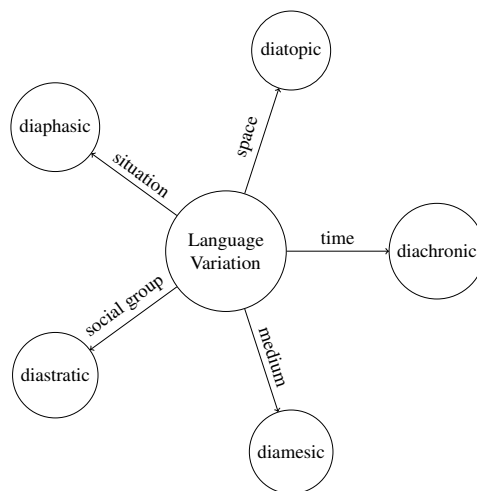 diatopic
diaphasic
space
situation
Language
Variation
time
diachronic
social group
medium
diastratic
diamesic